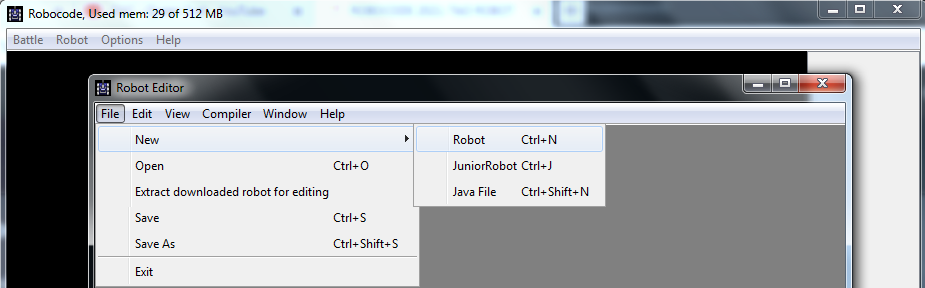 Robocode, Used mem: 29 of 512 MB
Battle Robot Options Help
Robot Editor
File Edit View Compiler Window Help
New Robot Ctrl+N
Open Ctrl+O JuniorRobot Ctrl+J
Extract downloaded robot for editing Java File Ctrl+Shift+N
Save Ctrl+S
Save As Ctrl+Shift+S
Exit